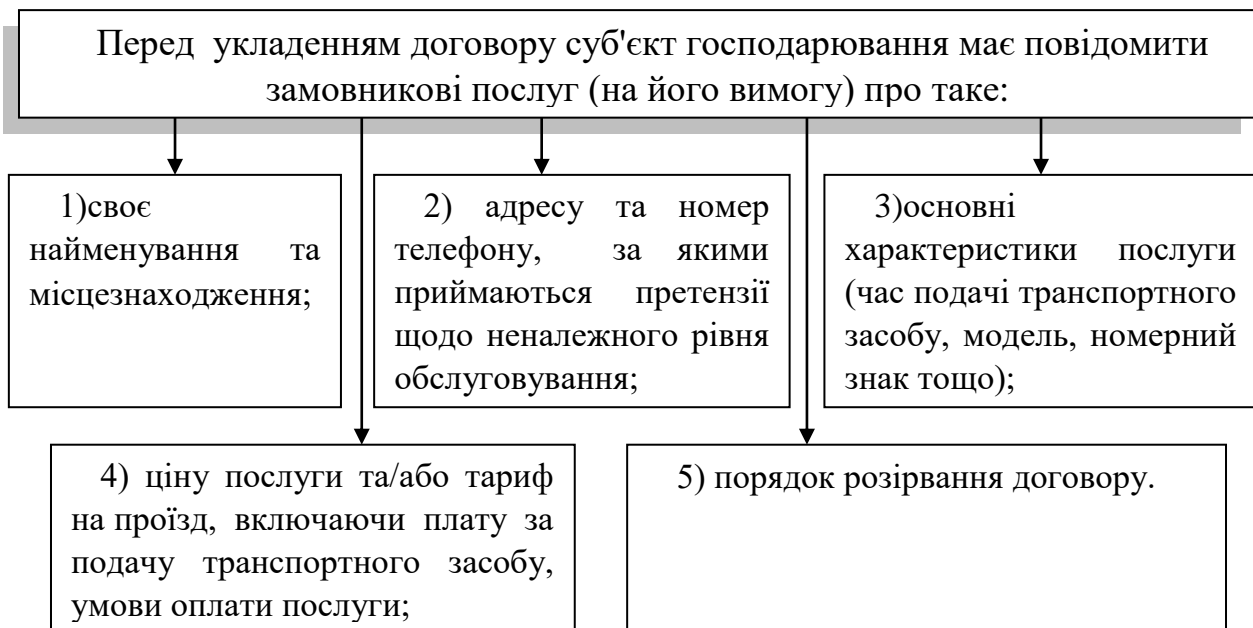 Перед укладенням договору суб'єкт господарювання має повідомити
замовникові послуг (на його вимогу) про таке:
1)своє
найменування та
місцезнаходження;
2) адресу та номер
телефону, за якими
приймаються претензії
щодо неналежного рівня
обслуговування;
3)основні
характеристики послуги
(час подачі транспортного
засобу, модель, номерний
знак тощо);
4) ціну послуги та/або тариф
на проїзд, включаючи плату за
подачу транспортного засобу,
умови оплати послуги;
5) порядок розірвання договору.